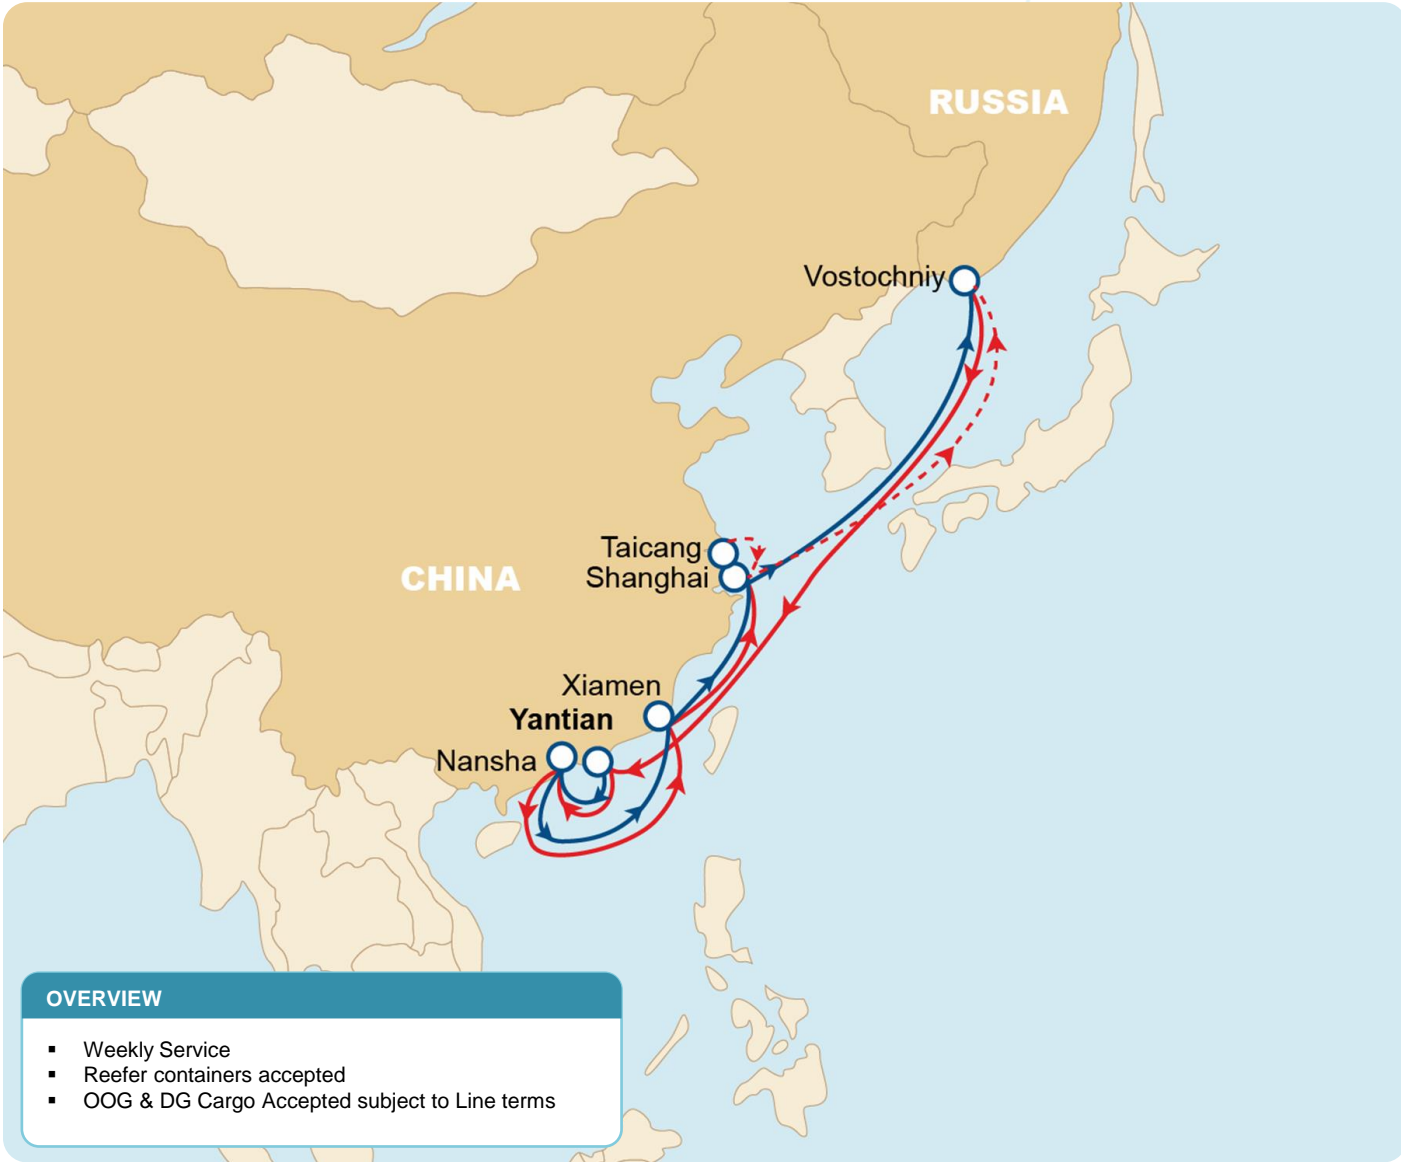 RUSSIA
Vostochniy
Taicang
Shanghai
CHINA
Xiamen
Yantian
Nansha
OVERVIEW
▪ Weekly Service
▪ Reefer containers accepted
▪ OOG & DG Cargo Accepted subject to Line terms